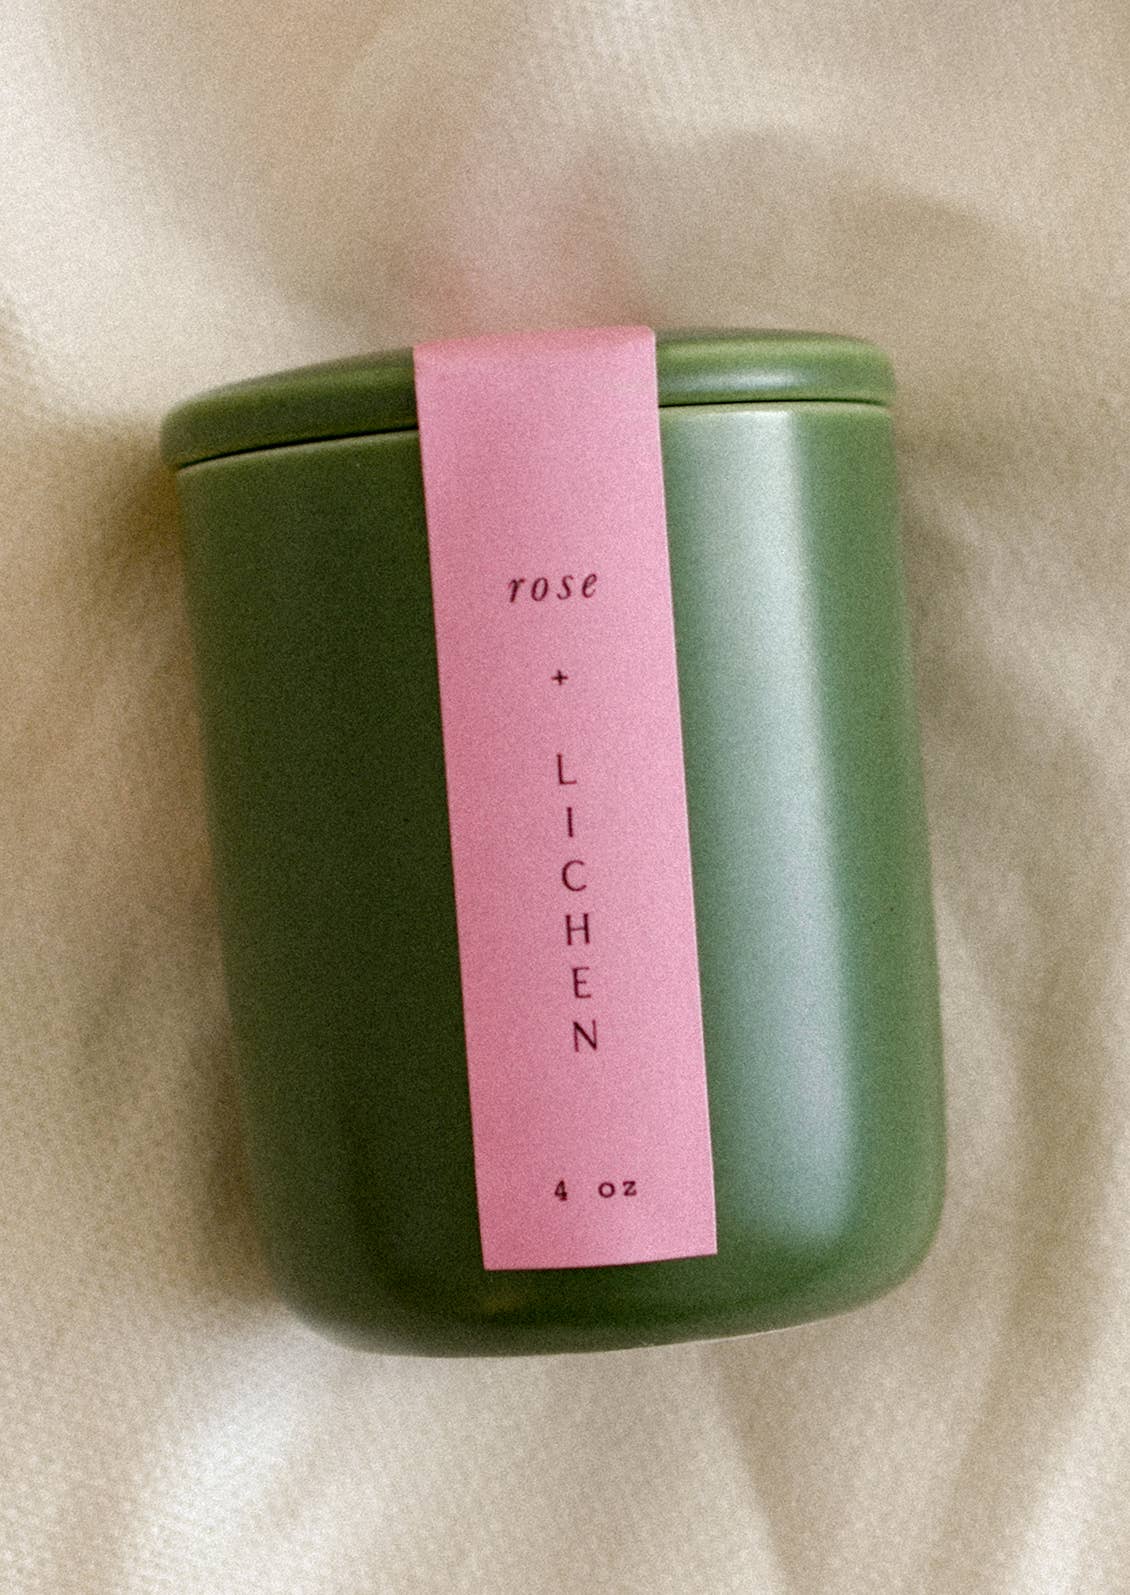 rose
+
LICHEN
4 oz